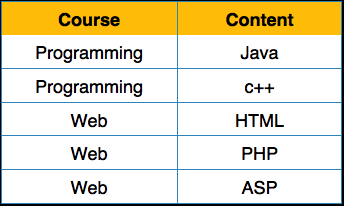 Course Content
Programming Java
Programming c++
Web HTML
Web PHP
Web ASP